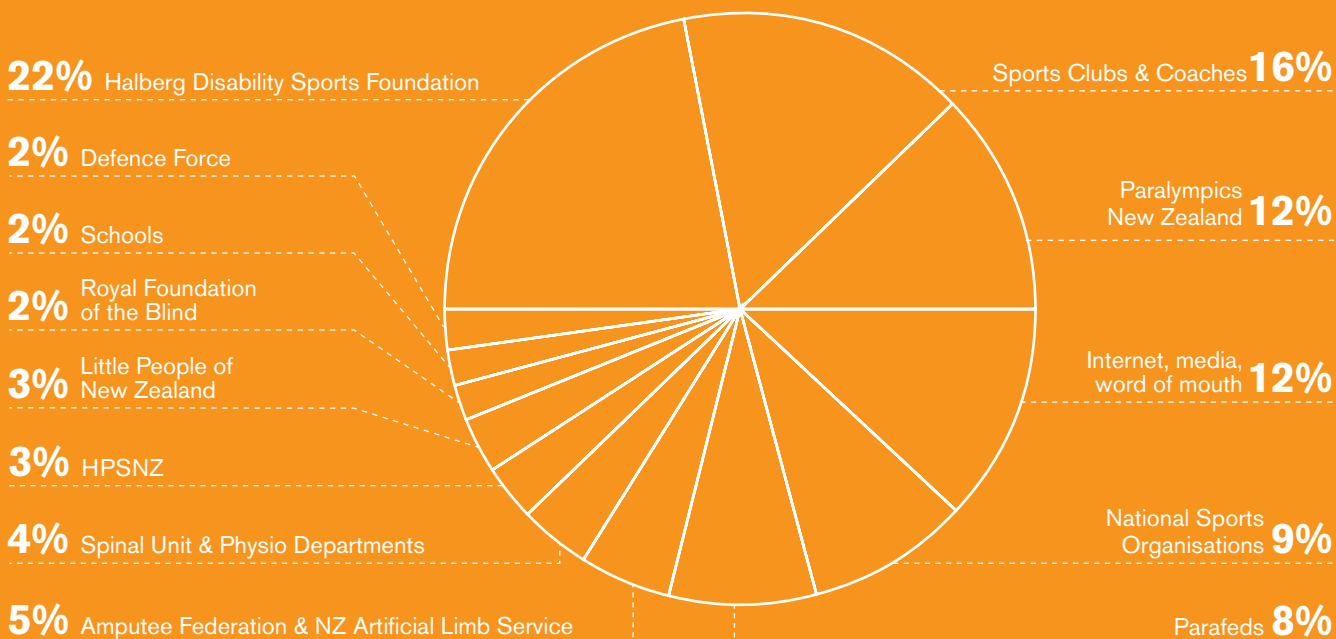 22% Halberg Disability Sports Foundation
2% Defence Force
2% Schools
2% Royal Foundation
of the Blind
3% Little People of
New Zealand
3% HPSNZ
4% Spinal Unit & Physio Departments
5% Amputee Federation & NZ Artificial Limb Service
Sports Clubs & Coaches 16%
Paralympics
New Zealand 12%
Internet, media,
word of mouth 12%
National Sports
Organisations 9%
Parafeds 8%